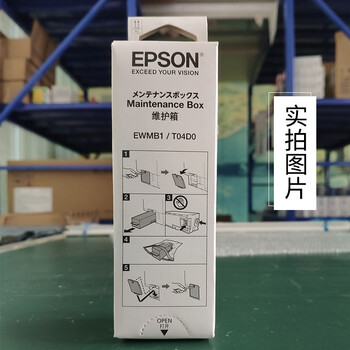 EPSON
EXCEED YOUR VISION
メンテナンスボックス
Maintenance Box
维护箱
EWMB1 / T04D0
1
2
3
4
5
OPEN
打开
实拍图片